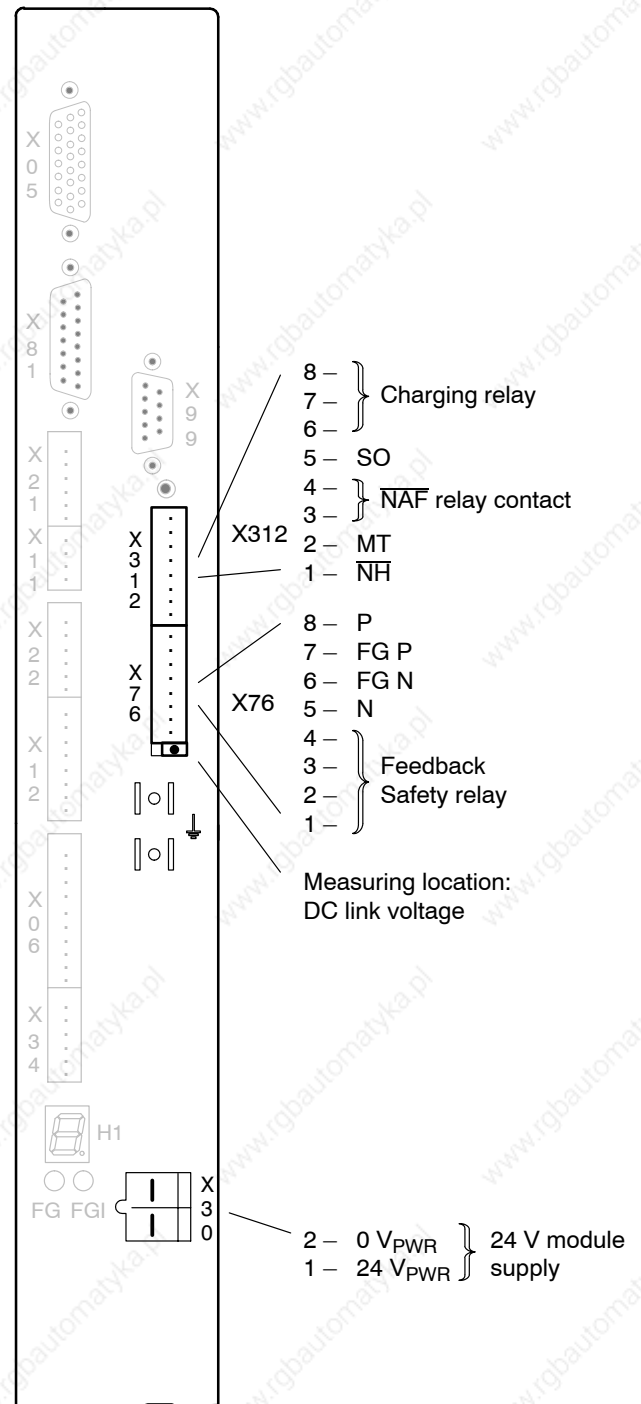 X
0
5
X
8
1
X
9
9
X
2
1
X
1
1
X
3
1
2
X
2
2
X
7
6
X
1
2
X
0
6
X
3
4
H1
FG FGI
X
3
0
X312
8 – Charging relay
7 –
6 –
5 – SO
4 – N̅A̅F̅ relay contact
3 –
2 – MT
1 – N̅H̅
X76
8 – P
7 – FG P
6 – FG N
5 – N
4 –
3 – Feedback
2 – Safety relay
1 –
Measuring location:
DC link voltage
2 – 0 VPWR 24 V module
1 – 24 VPWR supply
www.rgbautomatyka.pl